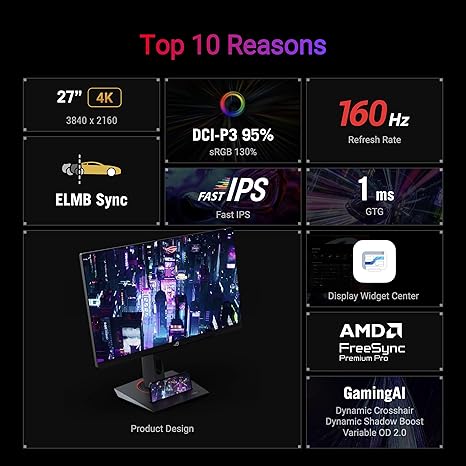 Top 10 Reasons
27” 4K
3840 x 2160
DCI-P3 95%
sRGB 130%
160Hz
Refresh Rate
ELMB Sync
FAST IPS
Fast IPS
1 ms
GTG
Product Design
Display Widget Center
AMD
FreeSync
Premium Pro
GamingAI
Dynamic Crosshair
Dynamic Shadow Boost
Variable OD 2.0